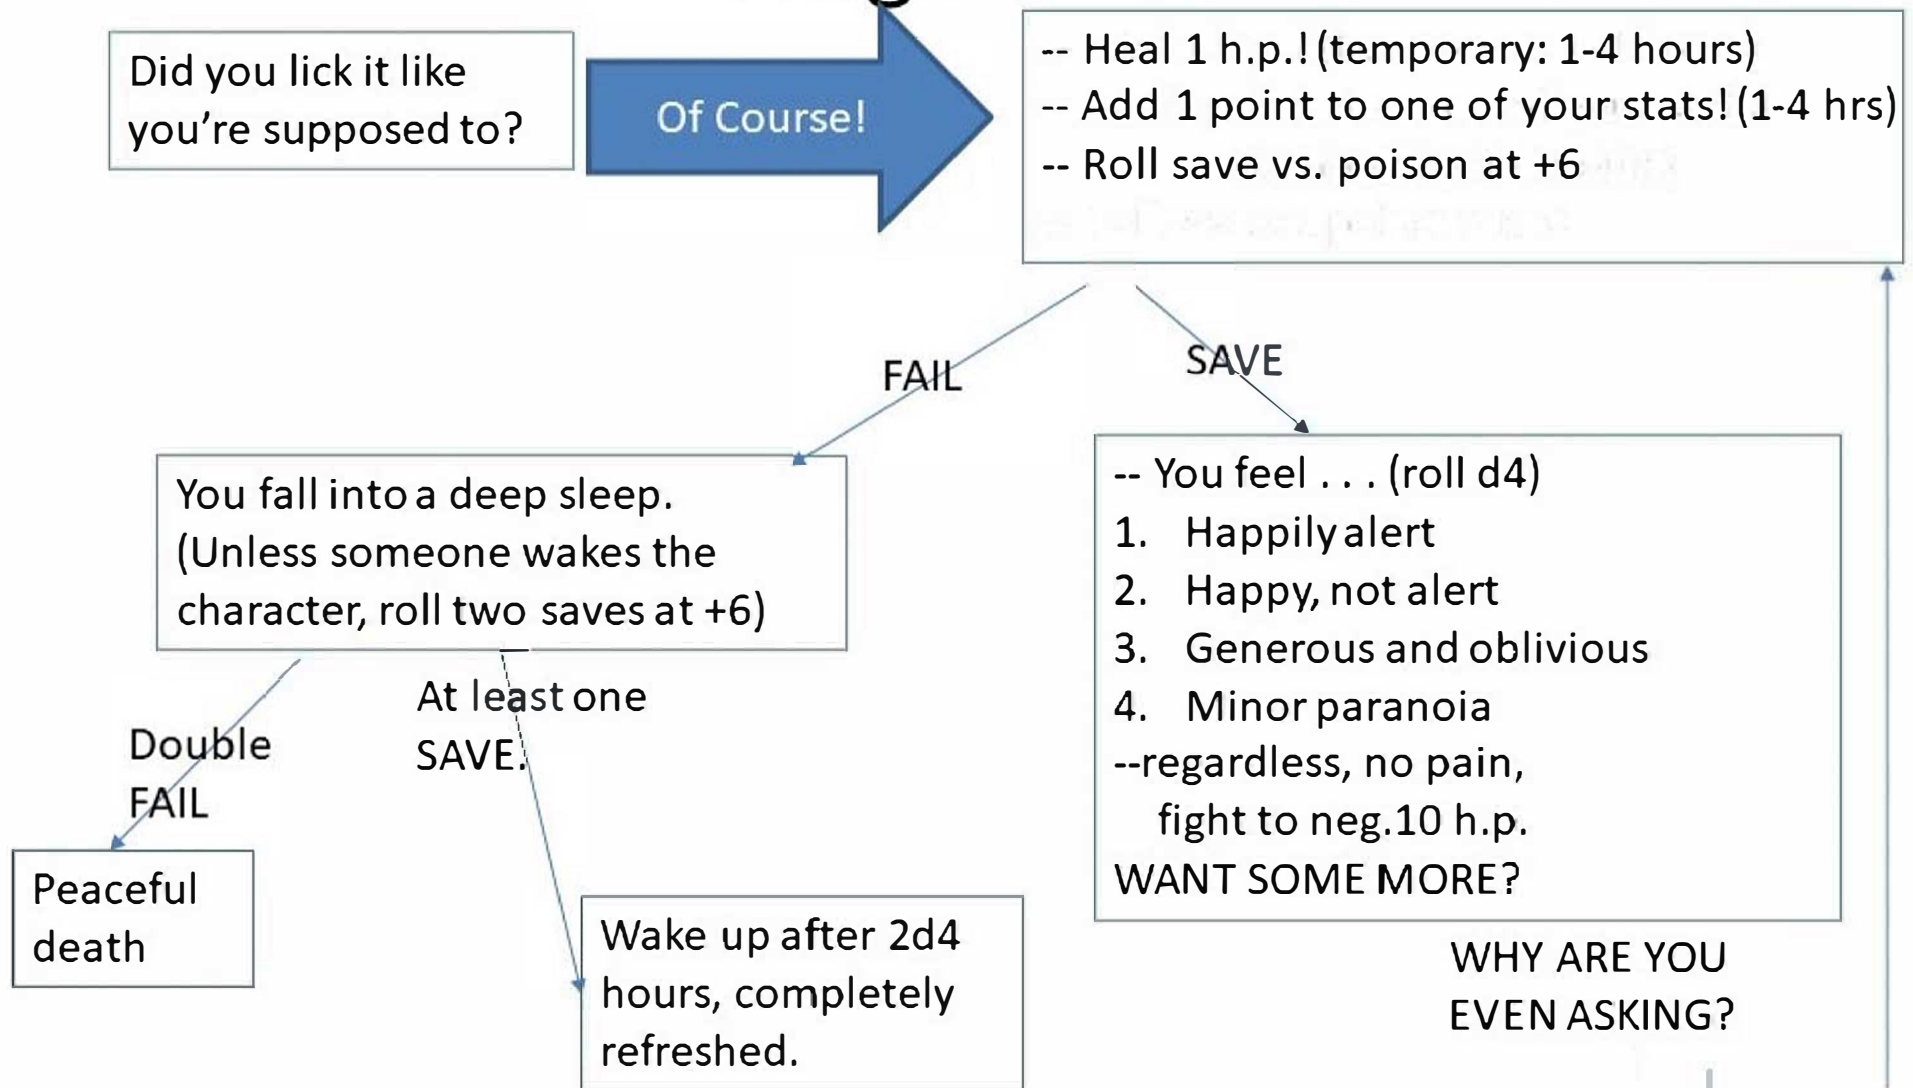 Did you lick it like
you're supposed to?
Of Course!
-- Heal 1 h.p.! (temporary: 1-4 hours)
-- Add 1 point to one of your stats! (1-4 hrs)
-- Roll save vs. poison at +6
FAIL
SAVE
You fall into a deep sleep.
(Unless someone wakes the
character, roll two saves at +6)
-- You feel . . . (roll d4)
1. Happily alert
2. Happy, not alert
3. Generous and oblivious
4. Minor paranoia
--regardless, no pain,
fight to neg.10 h.p.
WANT SOME MORE?
At least one
SAVE.
Double
FAIL
Peaceful
death
Wake up after 2d4
hours, completely
refreshed.
WHY ARE YOU
EVEN ASKING?